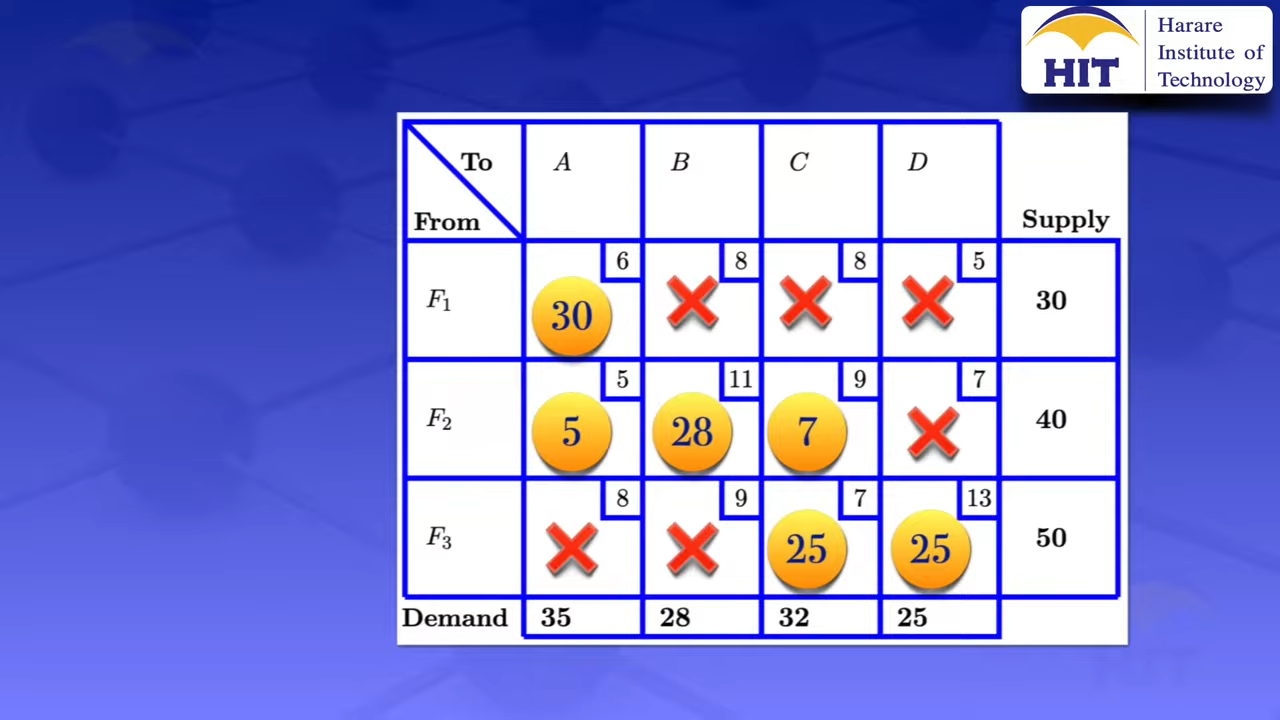 Harare
Institute of
Technology
HIT
To A B C D
From Supply
6 8 8 5
F1 30 30
5 11 9 7
F2 5 28 7 40
8 9 7 13
F3 25 25 50
Demand 35 28 32 25